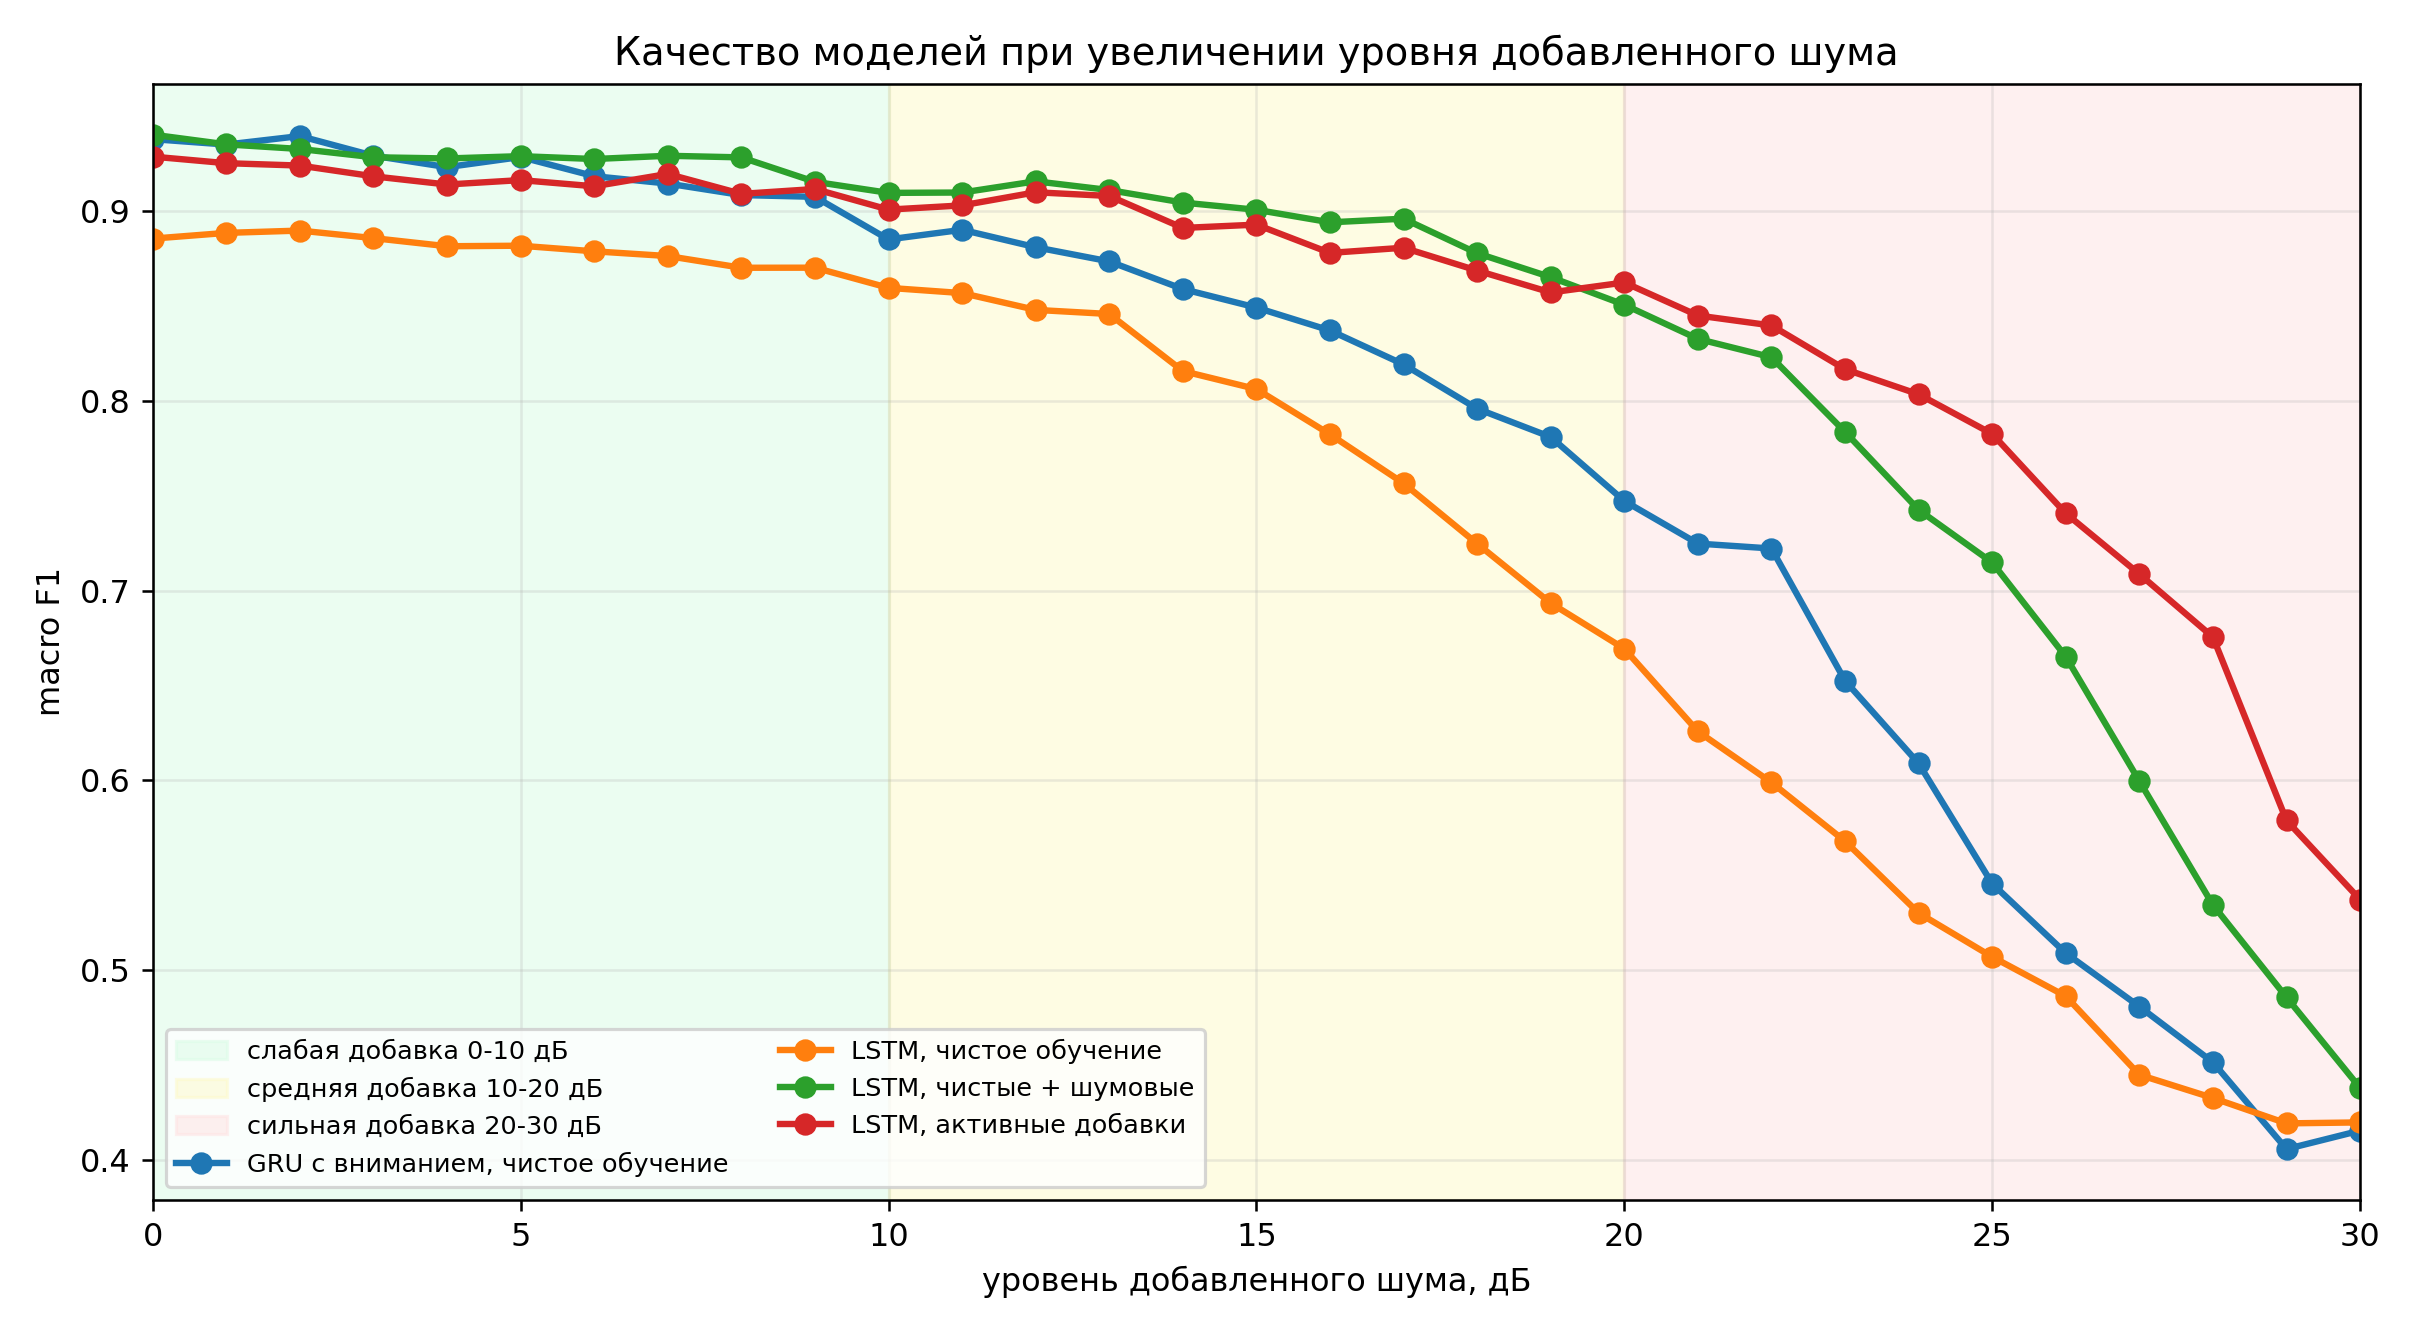 Качество моделей при увеличении уровня добавленного шума
macro F1
0.9
0.8
0.7
0.6
0.5
0.4
слабая добавка 0-10 дБ
средняя добавка 10-20 дБ
сильная добавка 20-30 дБ
GRU с вниманием, чистое обучение
LSTM, чистое обучение
LSTM, чистые + шумовые
LSTM, активные добавки
0 5 10 15 20 25 30
уровень добавленного шума, дБ